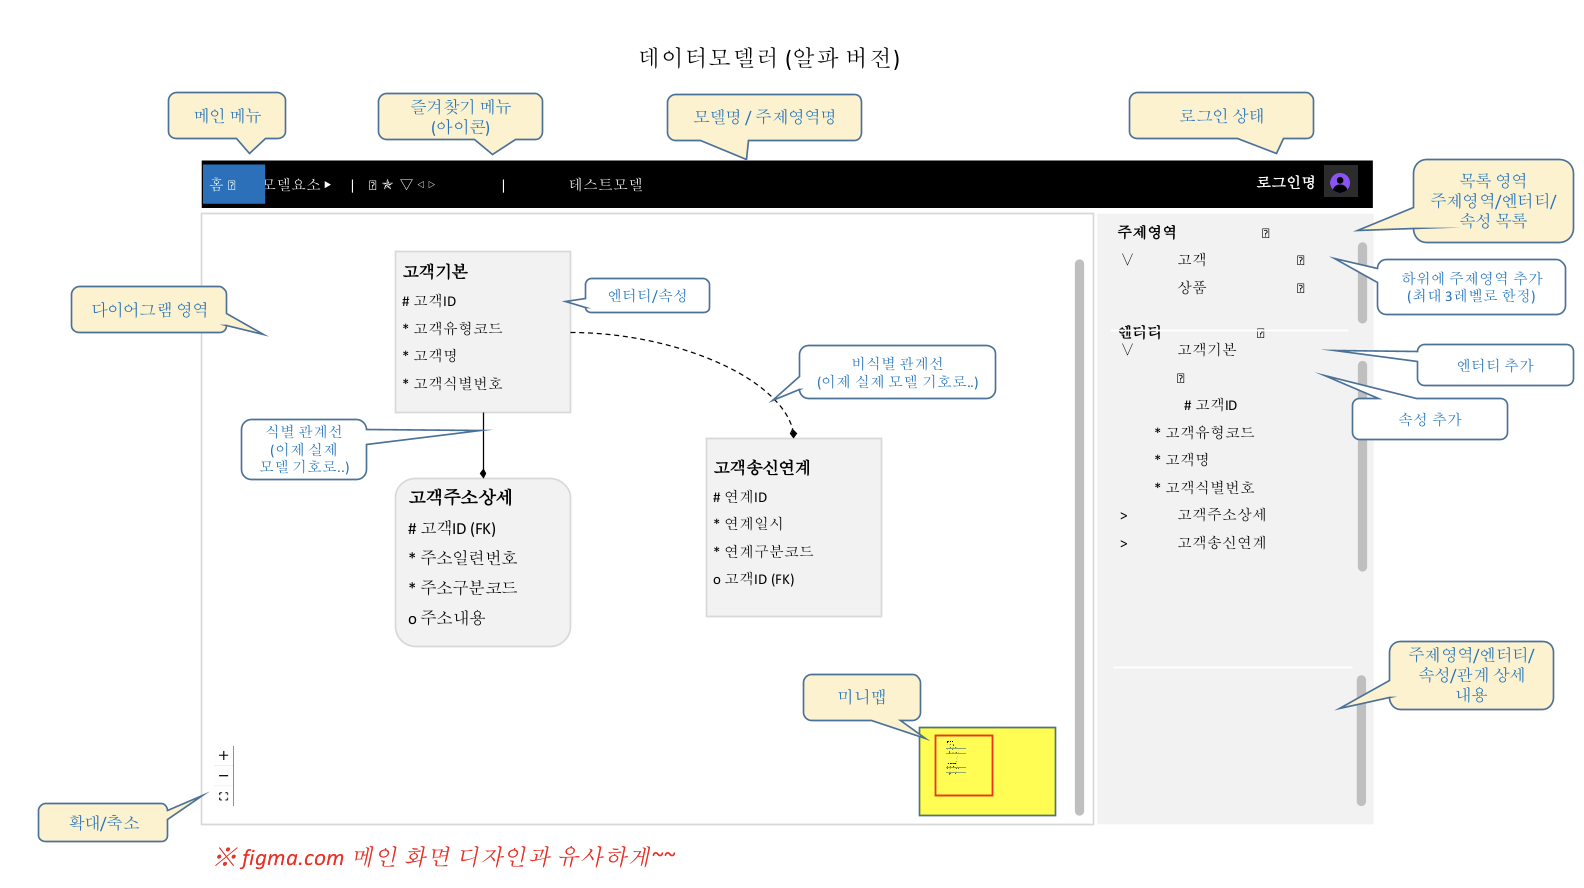 데이터모델러 (알파 버전)
메인 메뉴
즐겨찾기 메뉴
(아이콘)
모델명 / 주제영역명
로그인 상태
홈
모델요소
테스트모델
로그인명
목록 영역
주제영역/엔터티/
속성 목록
다이어그램 영역
고객기본
# 고객ID
* 고객유형코드
* 고객명
* 고객식별번호
엔터티/속성
비식별 관계선
(이제 실제 모델 기호로..)
식별 관계선
(이제 실제
모델 기호로..)
고객주소상세
# 고객ID (FK)
* 주소일련번호
* 주소구분코드
o 주소내용
고객송신연계
# 연계ID
* 연계일시
* 연계구분코드
o 고객ID (FK)
주제영역
∨ 고객
상품
하위에 주제영역 추가
(최대 3레벨로 한정)
엔터티
∨ 고객기본
엔터티 추가
# 고객ID
속성 추가
* 고객유형코드
* 고객명
* 고객식별번호
> 고객주소상세
> 고객송신연계
주제영역/엔터티/
속성/관계 상세
내용
미니맵
+
−
확대/축소
※ figma.com 메인 화면 디자인과 유사하게~~